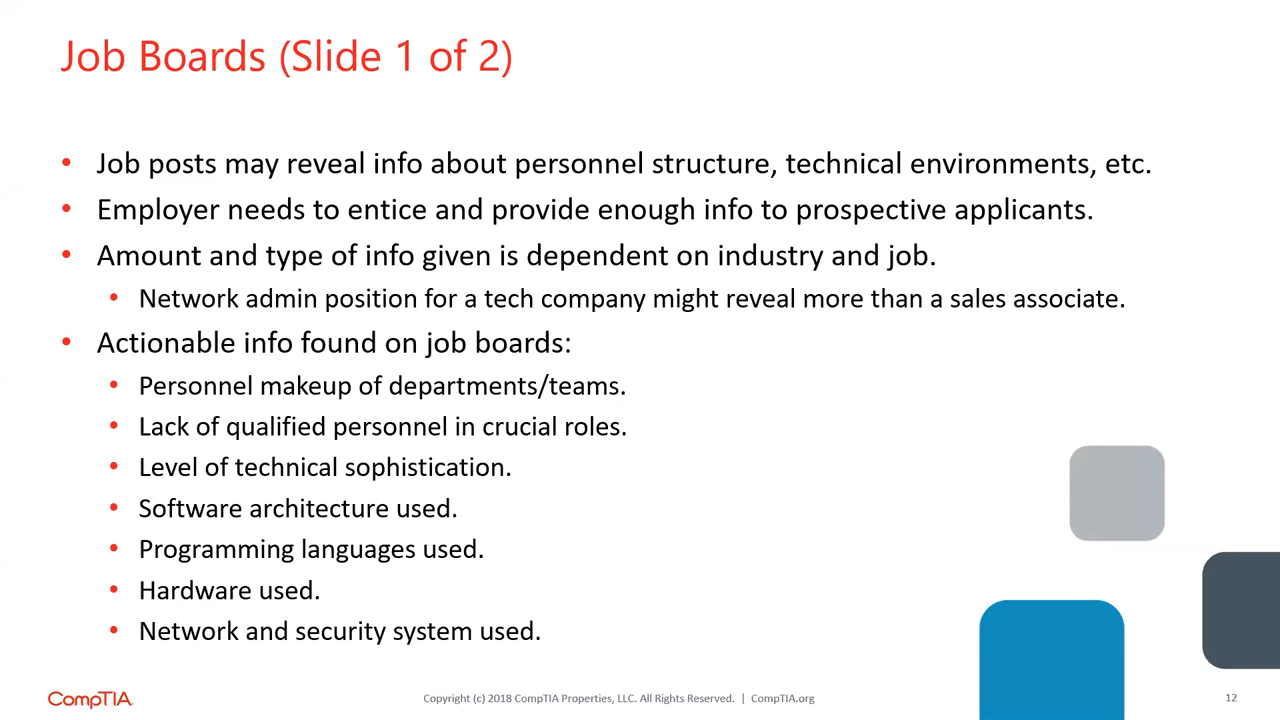 Job Boards (Slide 1 of 2)
• Job posts may reveal info about personnel structure, technical environments, etc.
• Employer needs to entice and provide enough info to prospective applicants.
• Amount and type of info given is dependent on industry and job.
• Network admin position for a tech company might reveal more than a sales associate.
• Actionable info found on job boards:
• Personnel makeup of departments/teams.
• Lack of qualified personnel in crucial roles.
• Level of technical sophistication.
• Software architecture used.
• Programming languages used.
• Hardware used.
• Network and security system used.
CompTIA.
Copyright (c) 2018 CompTIA Properties, LLC. All Rights Reserved. | CompTIA.org
12